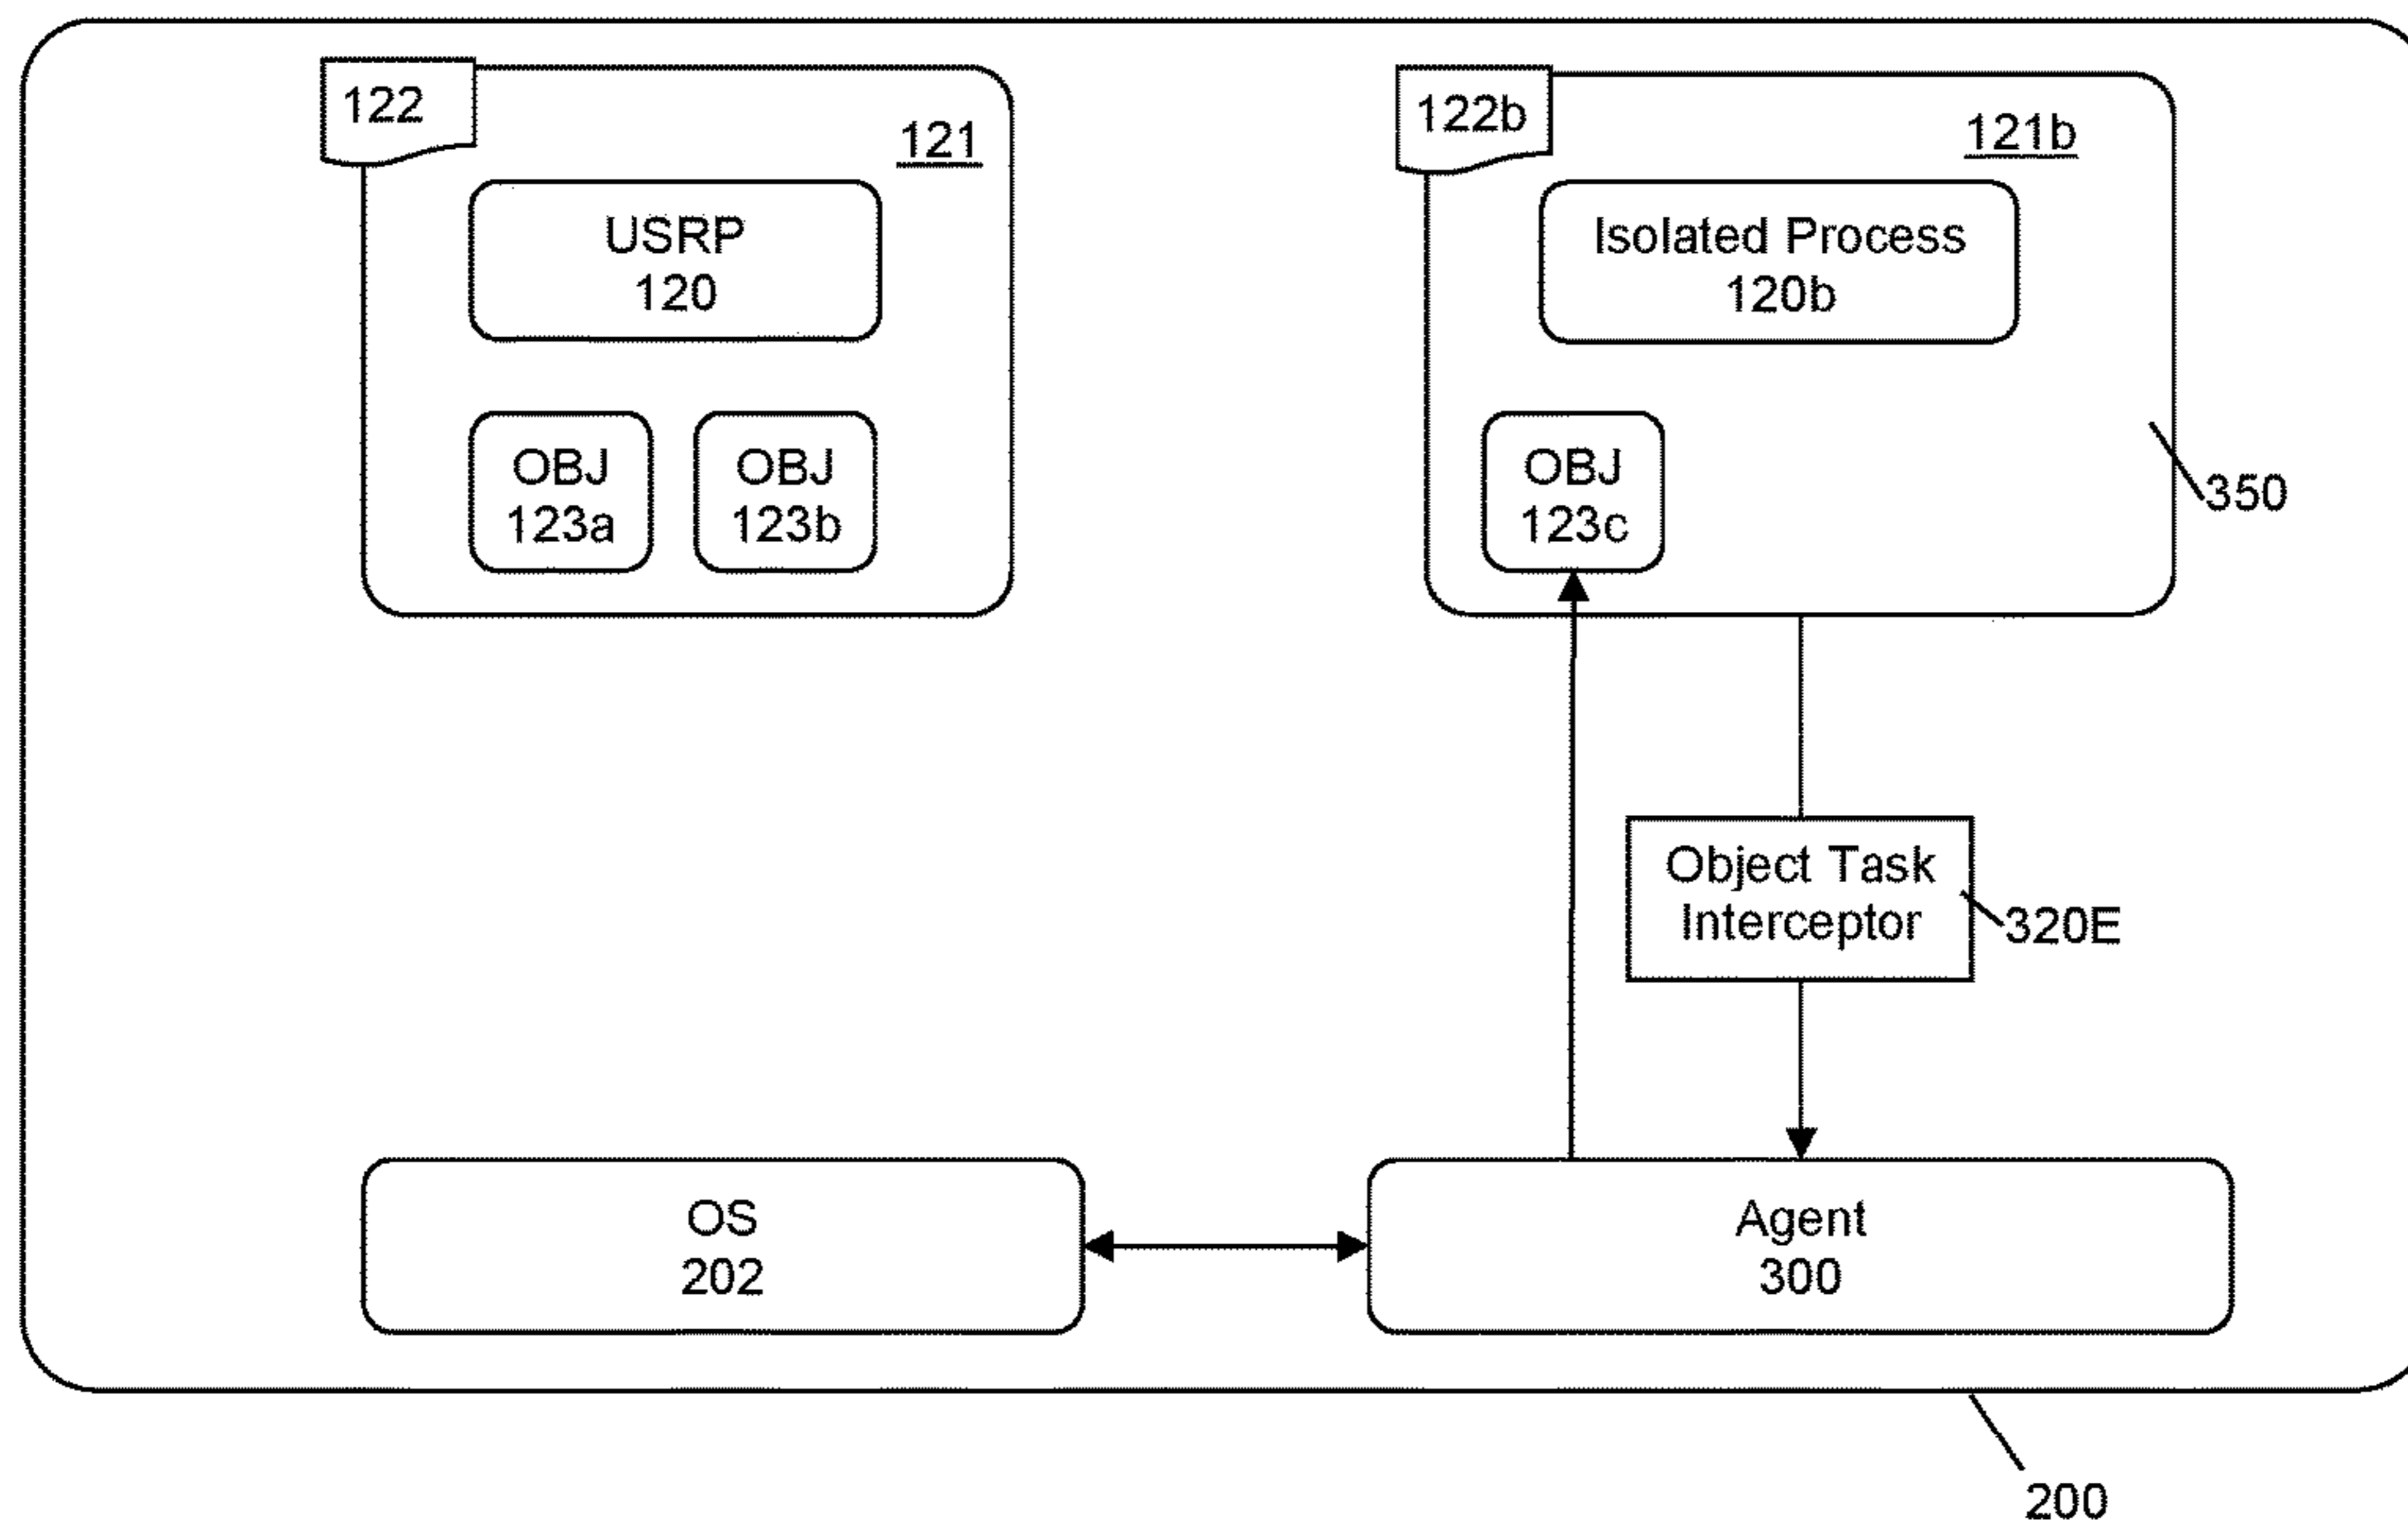 122
121
USRP
120
OBJ
123a
OBJ
123b
122b
121b
Isolated Process
120b
OBJ
123c
350
Object Task
Interceptor
320E
OS
202
Agent
300
200